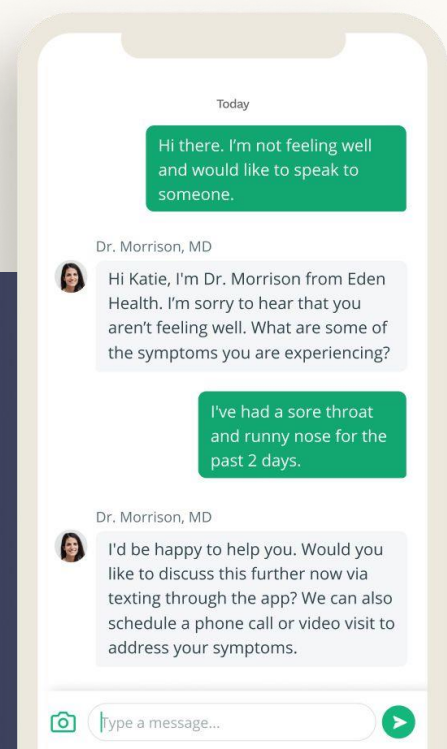 Today
Hi there. I’m not feeling well
and would like to speak to
someone.
Dr. Morrison, MD
Hi Katie, I'm Dr. Morrison from Eden
Health. I’m sorry to hear that you
aren’t feeling well. What are some of
the symptoms you are experiencing?
I've had a sore throat
and runny nose for the
past 2 days.
Dr. Morrison, MD
I'd be happy to help you. Would you
like to discuss this further now via
texting through the app? We can also
schedule a phone call or video visit to
address your symptoms.
Type a message...